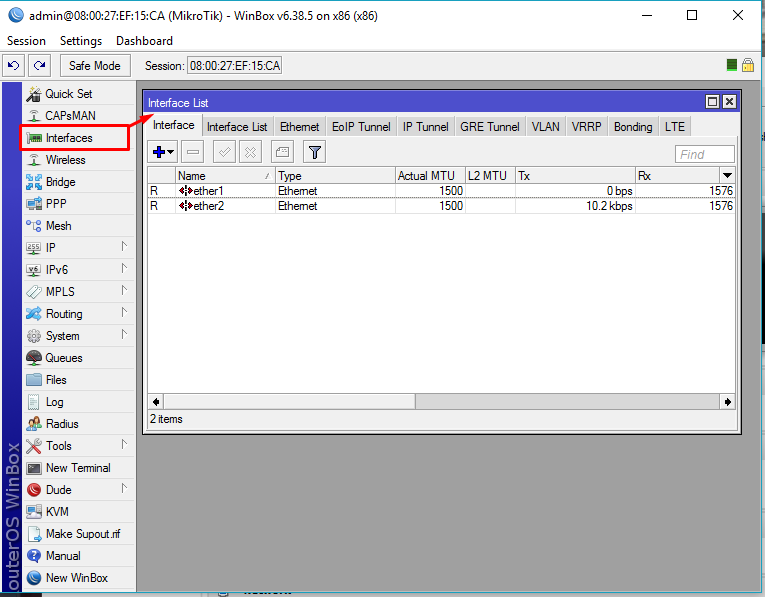 admin@08:00:27:EF:15:CA (MikroTik) - WinBox v6.38.5 on x86 (x86)
Session Settings Dashboard
Safe Mode Session: 08:00:27:EF:15:CA
Quick Set
CAPsMAN
Interfaces
Wireless
Bridge
PPP
Mesh
IP
IPv6
MPLS
Routing
System
Queues
Files
Log
Radius
Tools
New Terminal
Dude
KVM
Make Supout.rif
Manual
New WinBox
outerOS WinBox
Interface List
Interface Interface List Ethernet EoIP Tunnel IP Tunnel GRE Tunnel VLAN VRRP Bonding LTE
Find
Name Type Actual MTU L2 MTU Tx Rx
R ether1 Ethernet 1500 0 bps 1576
R ether2 Ethernet 1500 10.2 kbps 1576
2 items